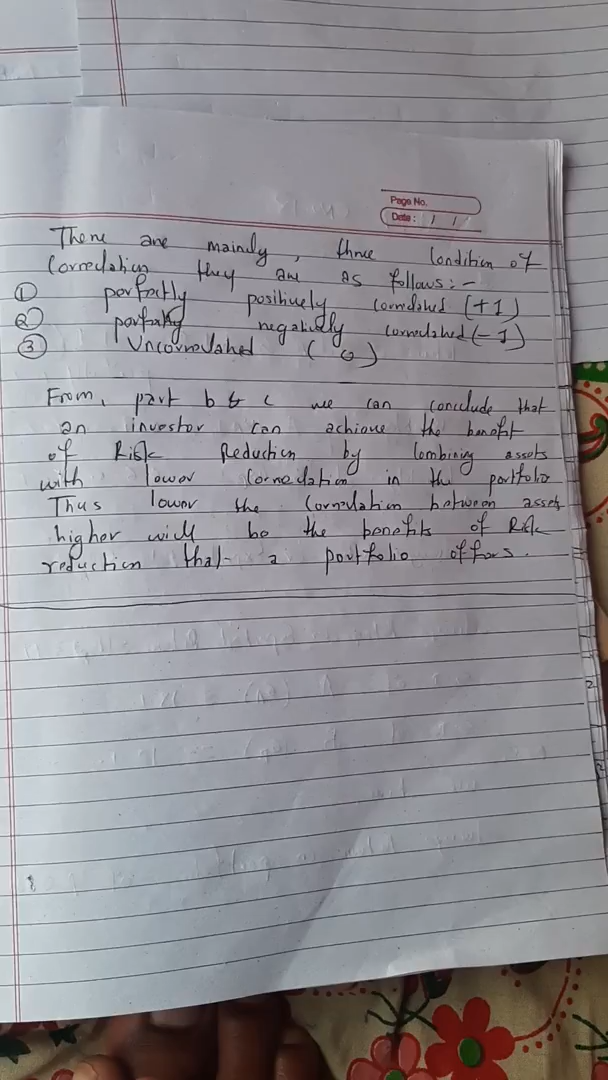 Page No.
Date: / /
There are mainly, three Condition of
Correlation they are as follows:-
① perfectly positively correlated (+1)
② perfectly negatively correlated (-1)
③ Uncorrelated (0)
From, part b & c we can conclude that
an investor can achieve the benefit
of Risk Reduction by Combining assets
with lower Correlation in the portfolio
Thus lower the Correlation between assets
higher will be the benefits of Risk
reduction that a portfolio offers.